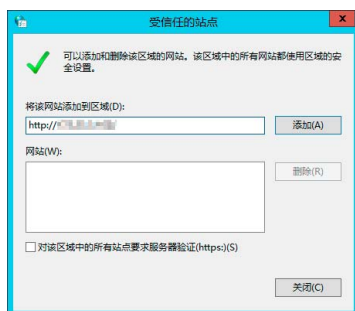 受信任的站点
可以添加和删除该区域的网站。该区域中的所有网站都使用区域的安
全设置。
将该网站添加到区域(D):
http://
添加(A)
网站(W):
删除(R)
对该区域中的所有站点要求服务器验证(https:)(S)
关闭(C)